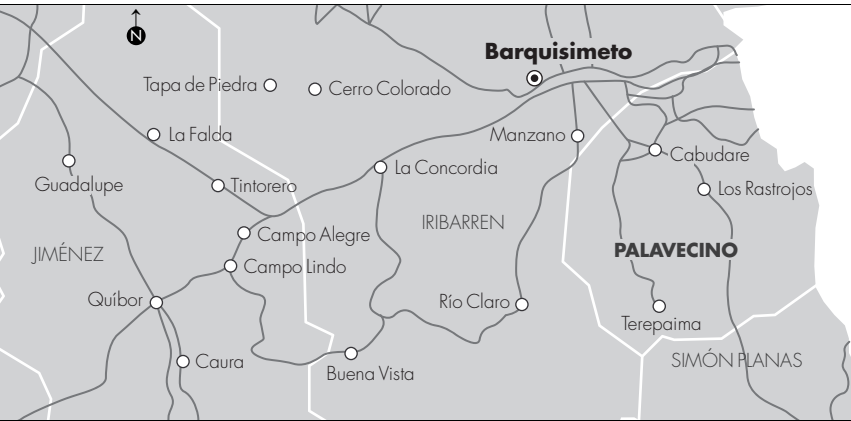 N
Barquisimeto
Tapa de Piedra
Cerro Colorado
La Falda
Manzano
Cabudare
La Concordia
Guadalupe
Tintorero
Los Rastrojos
IRIBARREN
Campo Alegre
JIMÉNEZ
PALAVECINO
Campo Lindo
Quíbor
Río Claro
Terepaima
Caura
SIMÓN PLANAS
Buena Vista